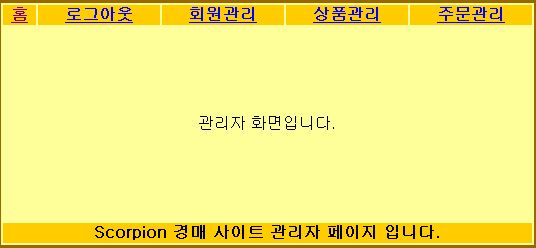 홈 로그아웃 회원관리 상품관리 주문관리
관리자 화면입니다.
Scorpion 경매 사이트 관리자 페이지 입니다.